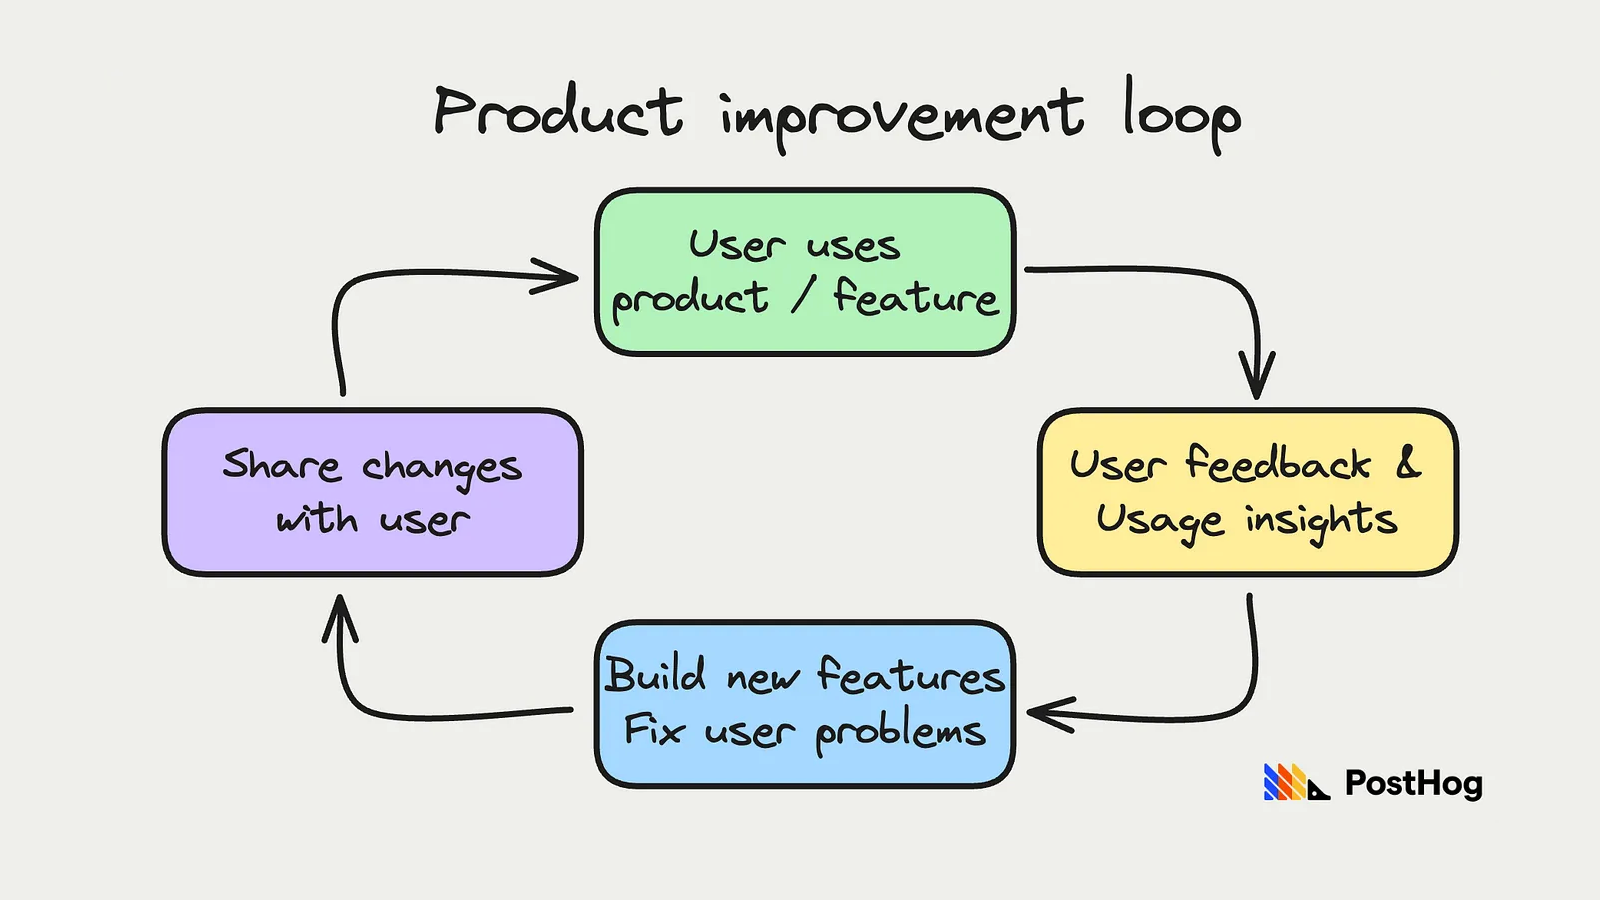 Product improvement loop
User uses
product / feature
Share changes
with user
User feedback &
Usage insights
Build new features
Fix user problems
PostHog